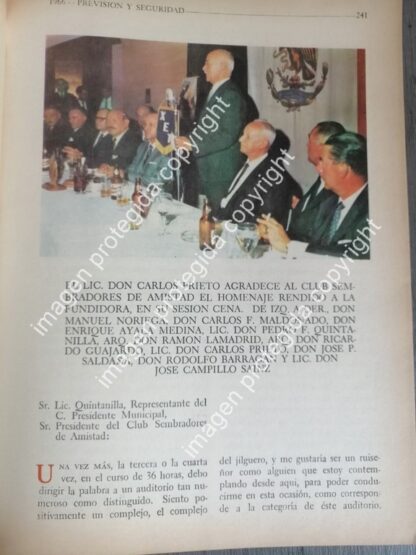 1966 — PREVISION Y SEGURIDAD
241
XET
EL LIC. DON CARLOS PRIETO AGRADECE AL CLUB SEM-
BRADORES DE AMISTAD EL HOMENAJE RENDIDO A LA
FUNDIDORA, EN SU SESION CENA. DE IZQ. A DER., DON
MANUEL NORIEGA, DON CARLOS F. MALDONADO, DON
ENRIQUE AYALA MEDINA, LIC. DON PEDRO F. QUINTA-
NILLA, ARQ. DON RAMON LAMADRID, ARQ. DON RICAR-
DO GUAJARDO, LIC. DON CARLOS PRIETO, DON JOSE P.
SALDAÑA, DON RODOLFO BARRAGAN Y LIC. DON
JOSE CAMPILLO SAINZ
Sr. Lic. Quintanilla, Representante del
C. Presidente Municipal,
Sr. Presidente del Club Sembradores
de Amistad:
UNA VEZ MÁS, la tercera o la cuarta
vez, en el curso de 36 horas, debo
dirigir la palabra a un auditorio tan nu-
meroso como distinguido. Siento po-
sitivamente un complejo, el complejo
del jilguero, y me gustaría ser un ruise-
ñor como alguien que estoy contem-
plando desde aquí, para poder condu-
cirme en esta ocasión, como correspon-
de a la categoría de éste auditorio.
imagen protegida copyright
imagen protegida copyright
imagen protegida copyright